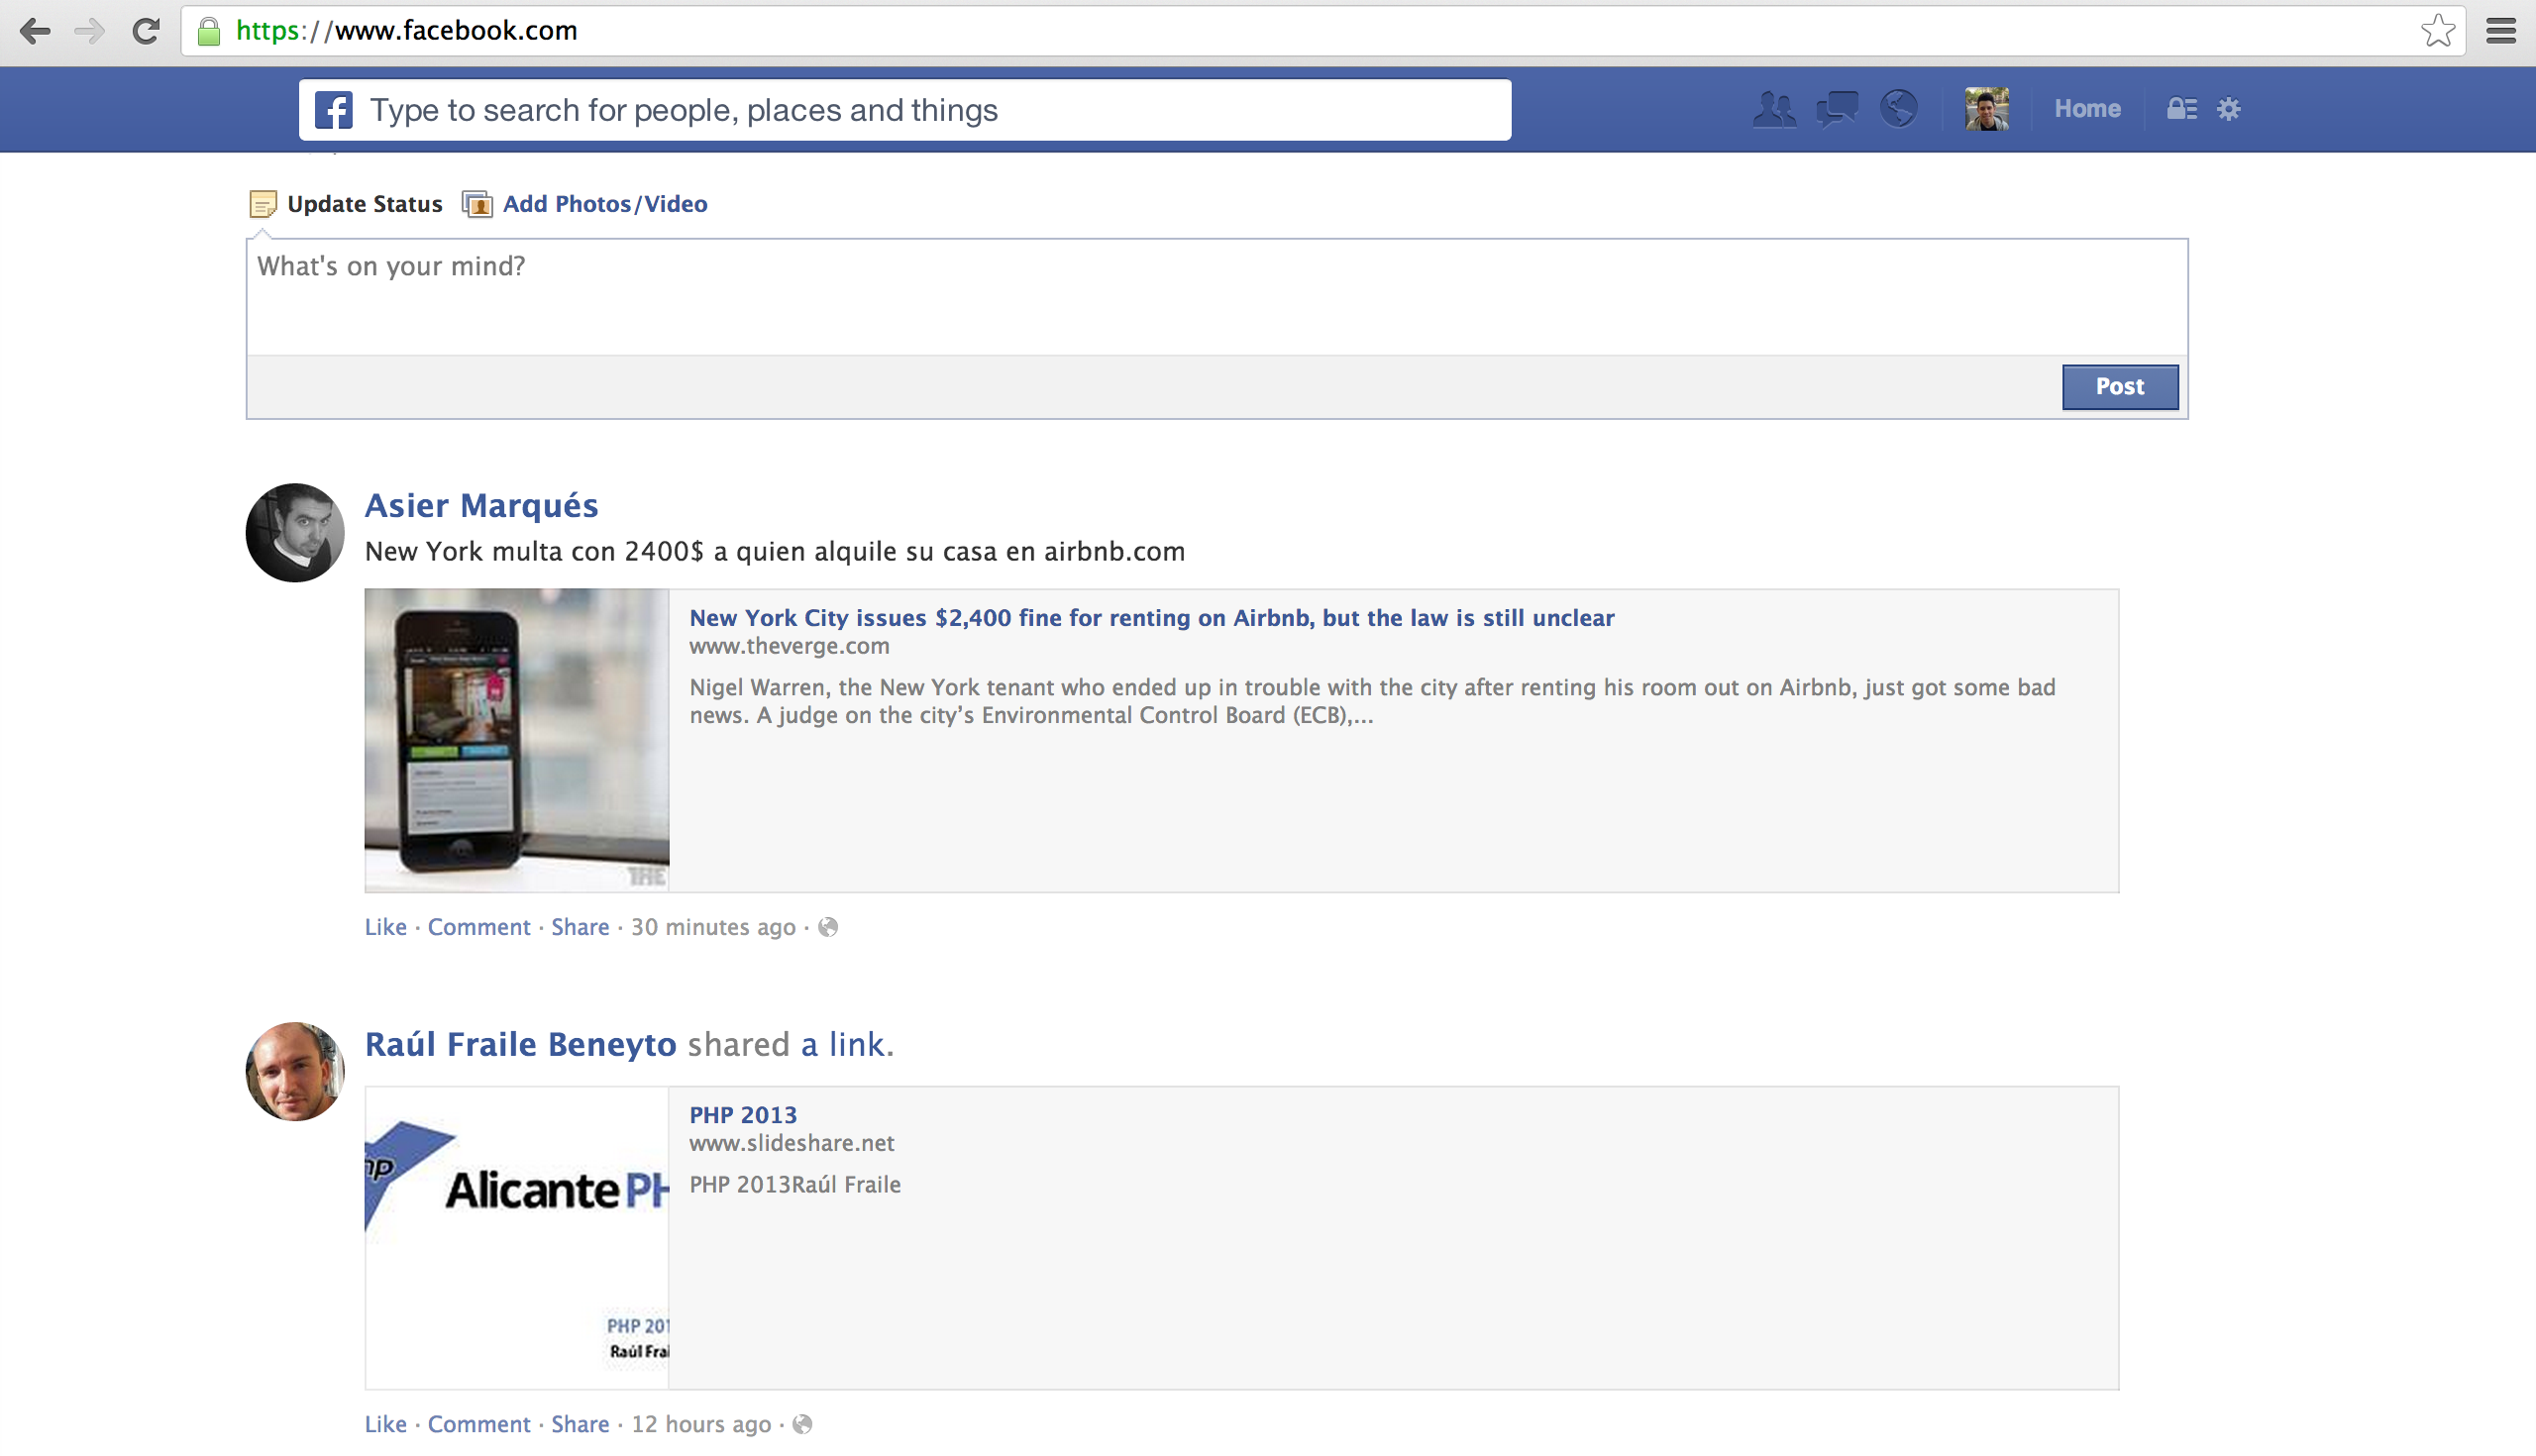 https://www.facebook.com
Type to search for people, places and things
Home
Update Status
Add Photos/Video
What's on your mind?
Post
Asier Marqués
New York multa con 2400$ a quien alquile su casa en airbnb.com
New York City issues $2,400 fine for renting on Airbnb, but the law is still unclear
www.theverge.com
Nigel Warren, the New York tenant who ended up in trouble with the city after renting his room out on Airbnb, just got some bad
news. A judge on the city’s Environmental Control Board (ECB),...
THE
Like · Comment · Share · 30 minutes ago ·
Raúl Fraile Beneyto shared a link.
PHP 2013
www.slideshare.net
PHP 2013Raúl Fraile
hp
Alicante PH
PHP 201
Raúl Frai
Like · Comment · Share · 12 hours ago ·